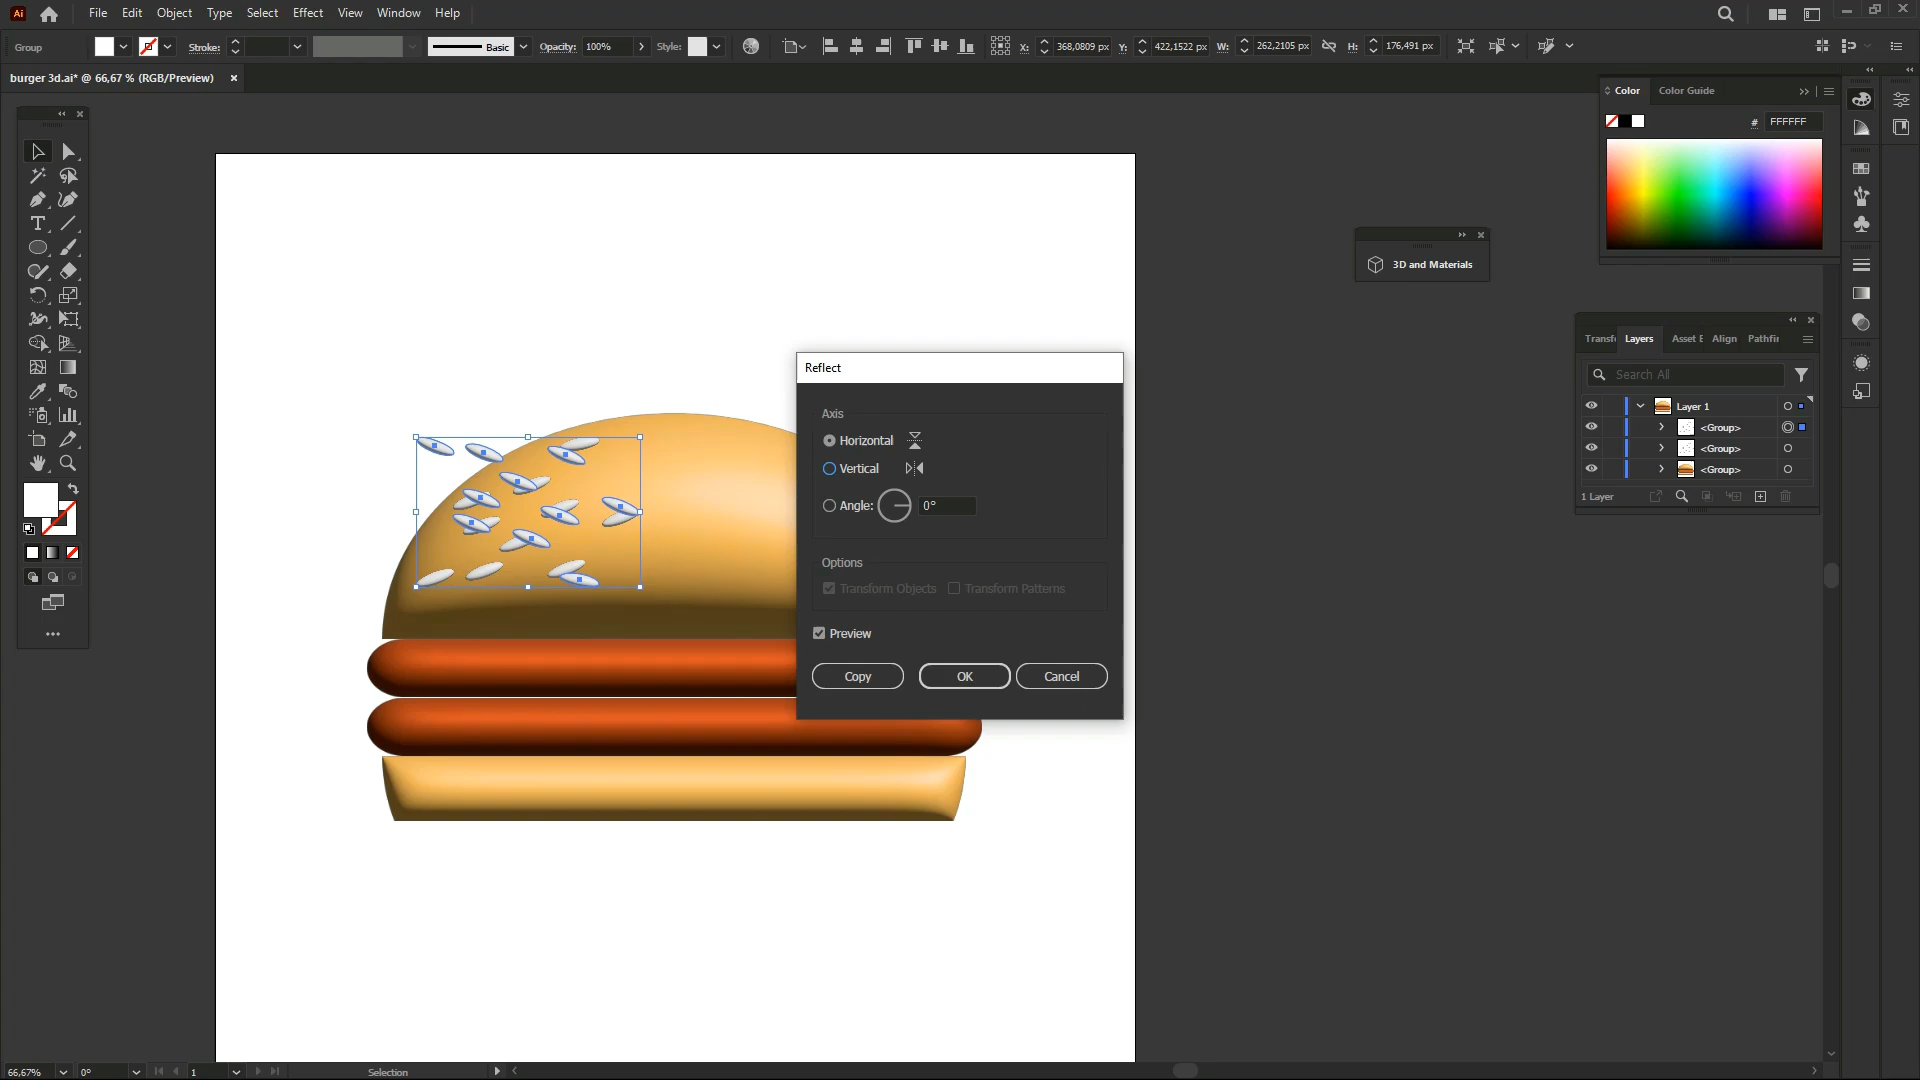 Ai File Edit Object Type Select Effect View Window Help
Group Stroke: Basic Opacity: 100% Style: X: 368,0809 px Y: 422,1522 px W: 262,2105 px H: 176,491 px
burger 3d.ai* @ 66,67 % (RGB/Preview)
Color Color Guide
# FFFFFF
3D and Materials
Transfo Layers Asset E Align Pathfin
Search All
Layer 1
<Group>
<Group>
<Group>
1 Layer
Reflect
Axis
Horizontal
Vertical
Angle: 0°
Options
Transform Objects Transform Patterns
Preview
Copy OK Cancel
66,67% 0° 1 Selection